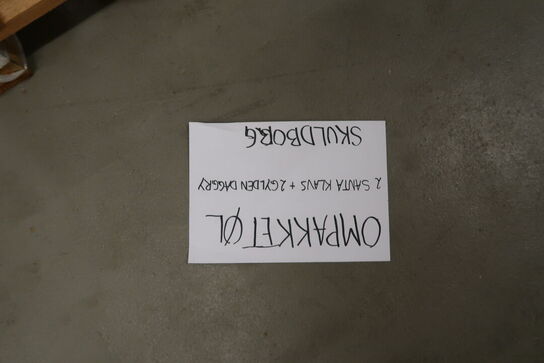 OMPAKKET ØL
2 SANTA KLAUS + 2 GYLDEN DAGGRY
SKULDBORG